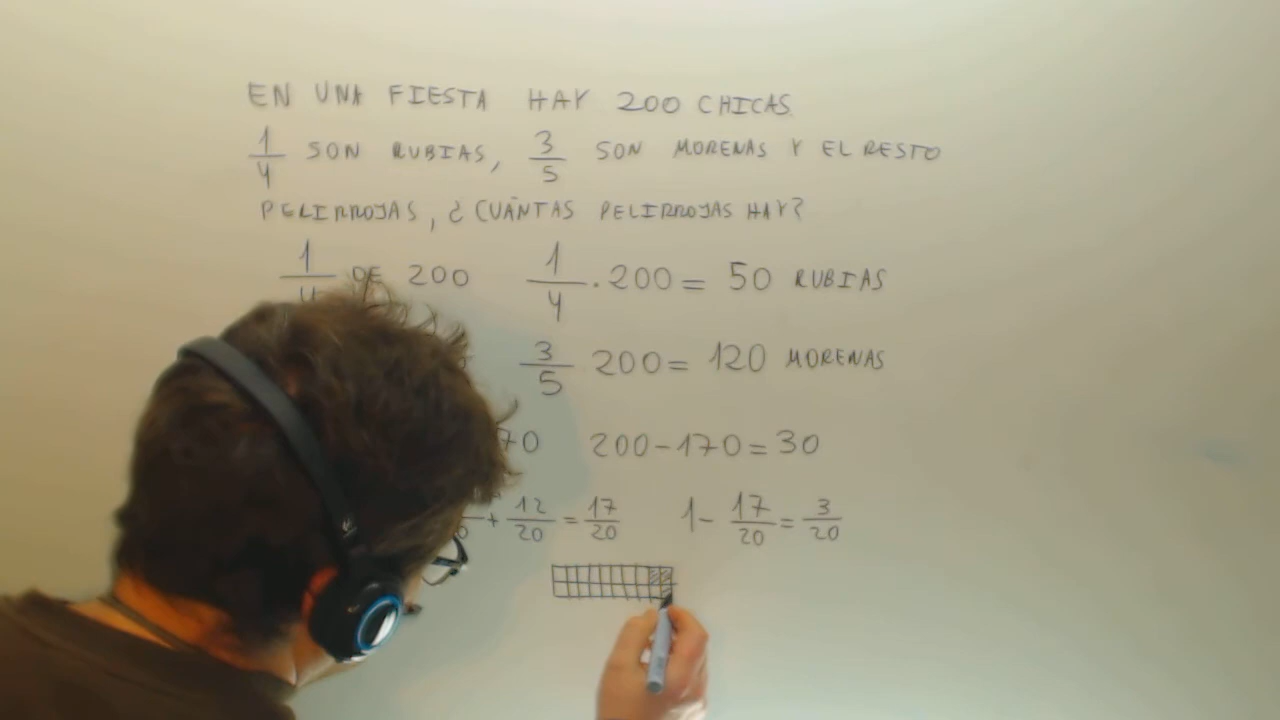 EN UNA FIESTA HAY 200 CHICAS.
1/4 SON RUBIAS, 3/5 SON MORENAS Y EL RESTO
PELIRROJAS, ¿CUÁNTAS PELIRROJAS HAY?
1/4 DE 200 1/4 · 200 = 50 RUBIAS
3/5 200 = 120 MORENAS
70 200 - 170 = 30
+ 12/20 = 17/20 1 - 17/20 = 3/20